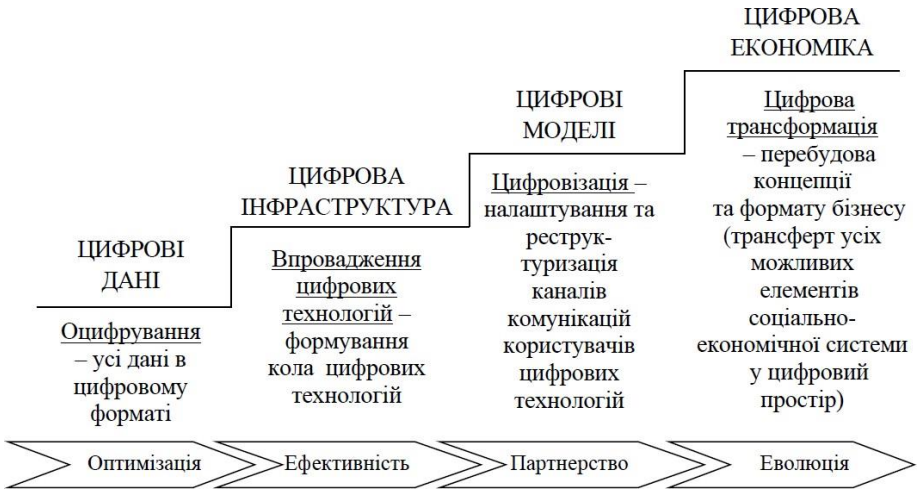 ЦИФРОВІ
ДАНІ
Оцифрування
– усі дані в
цифровому
форматі
ЦИФРОВА
ІНФРАСТРУКТУРА
Впровадження
цифрових
технологій –
формування
кола цифрових
технологій
ЦИФРОВІ
МОДЕЛІ
Цифровізація –
налаштування та
реструк-
туризація
каналів
комунікацій
користувачів
цифрових
технологій
ЦИФРОВА
ЕКОНОМІКА
Цифрова
трансформація
– перебудова
концепції
та формату бізнесу
(трансферт усіх
можливих
елементів
соціально-
економічної системи
у цифровий
простір)
Оптимізація
Ефективність
Партнерство
Еволюція